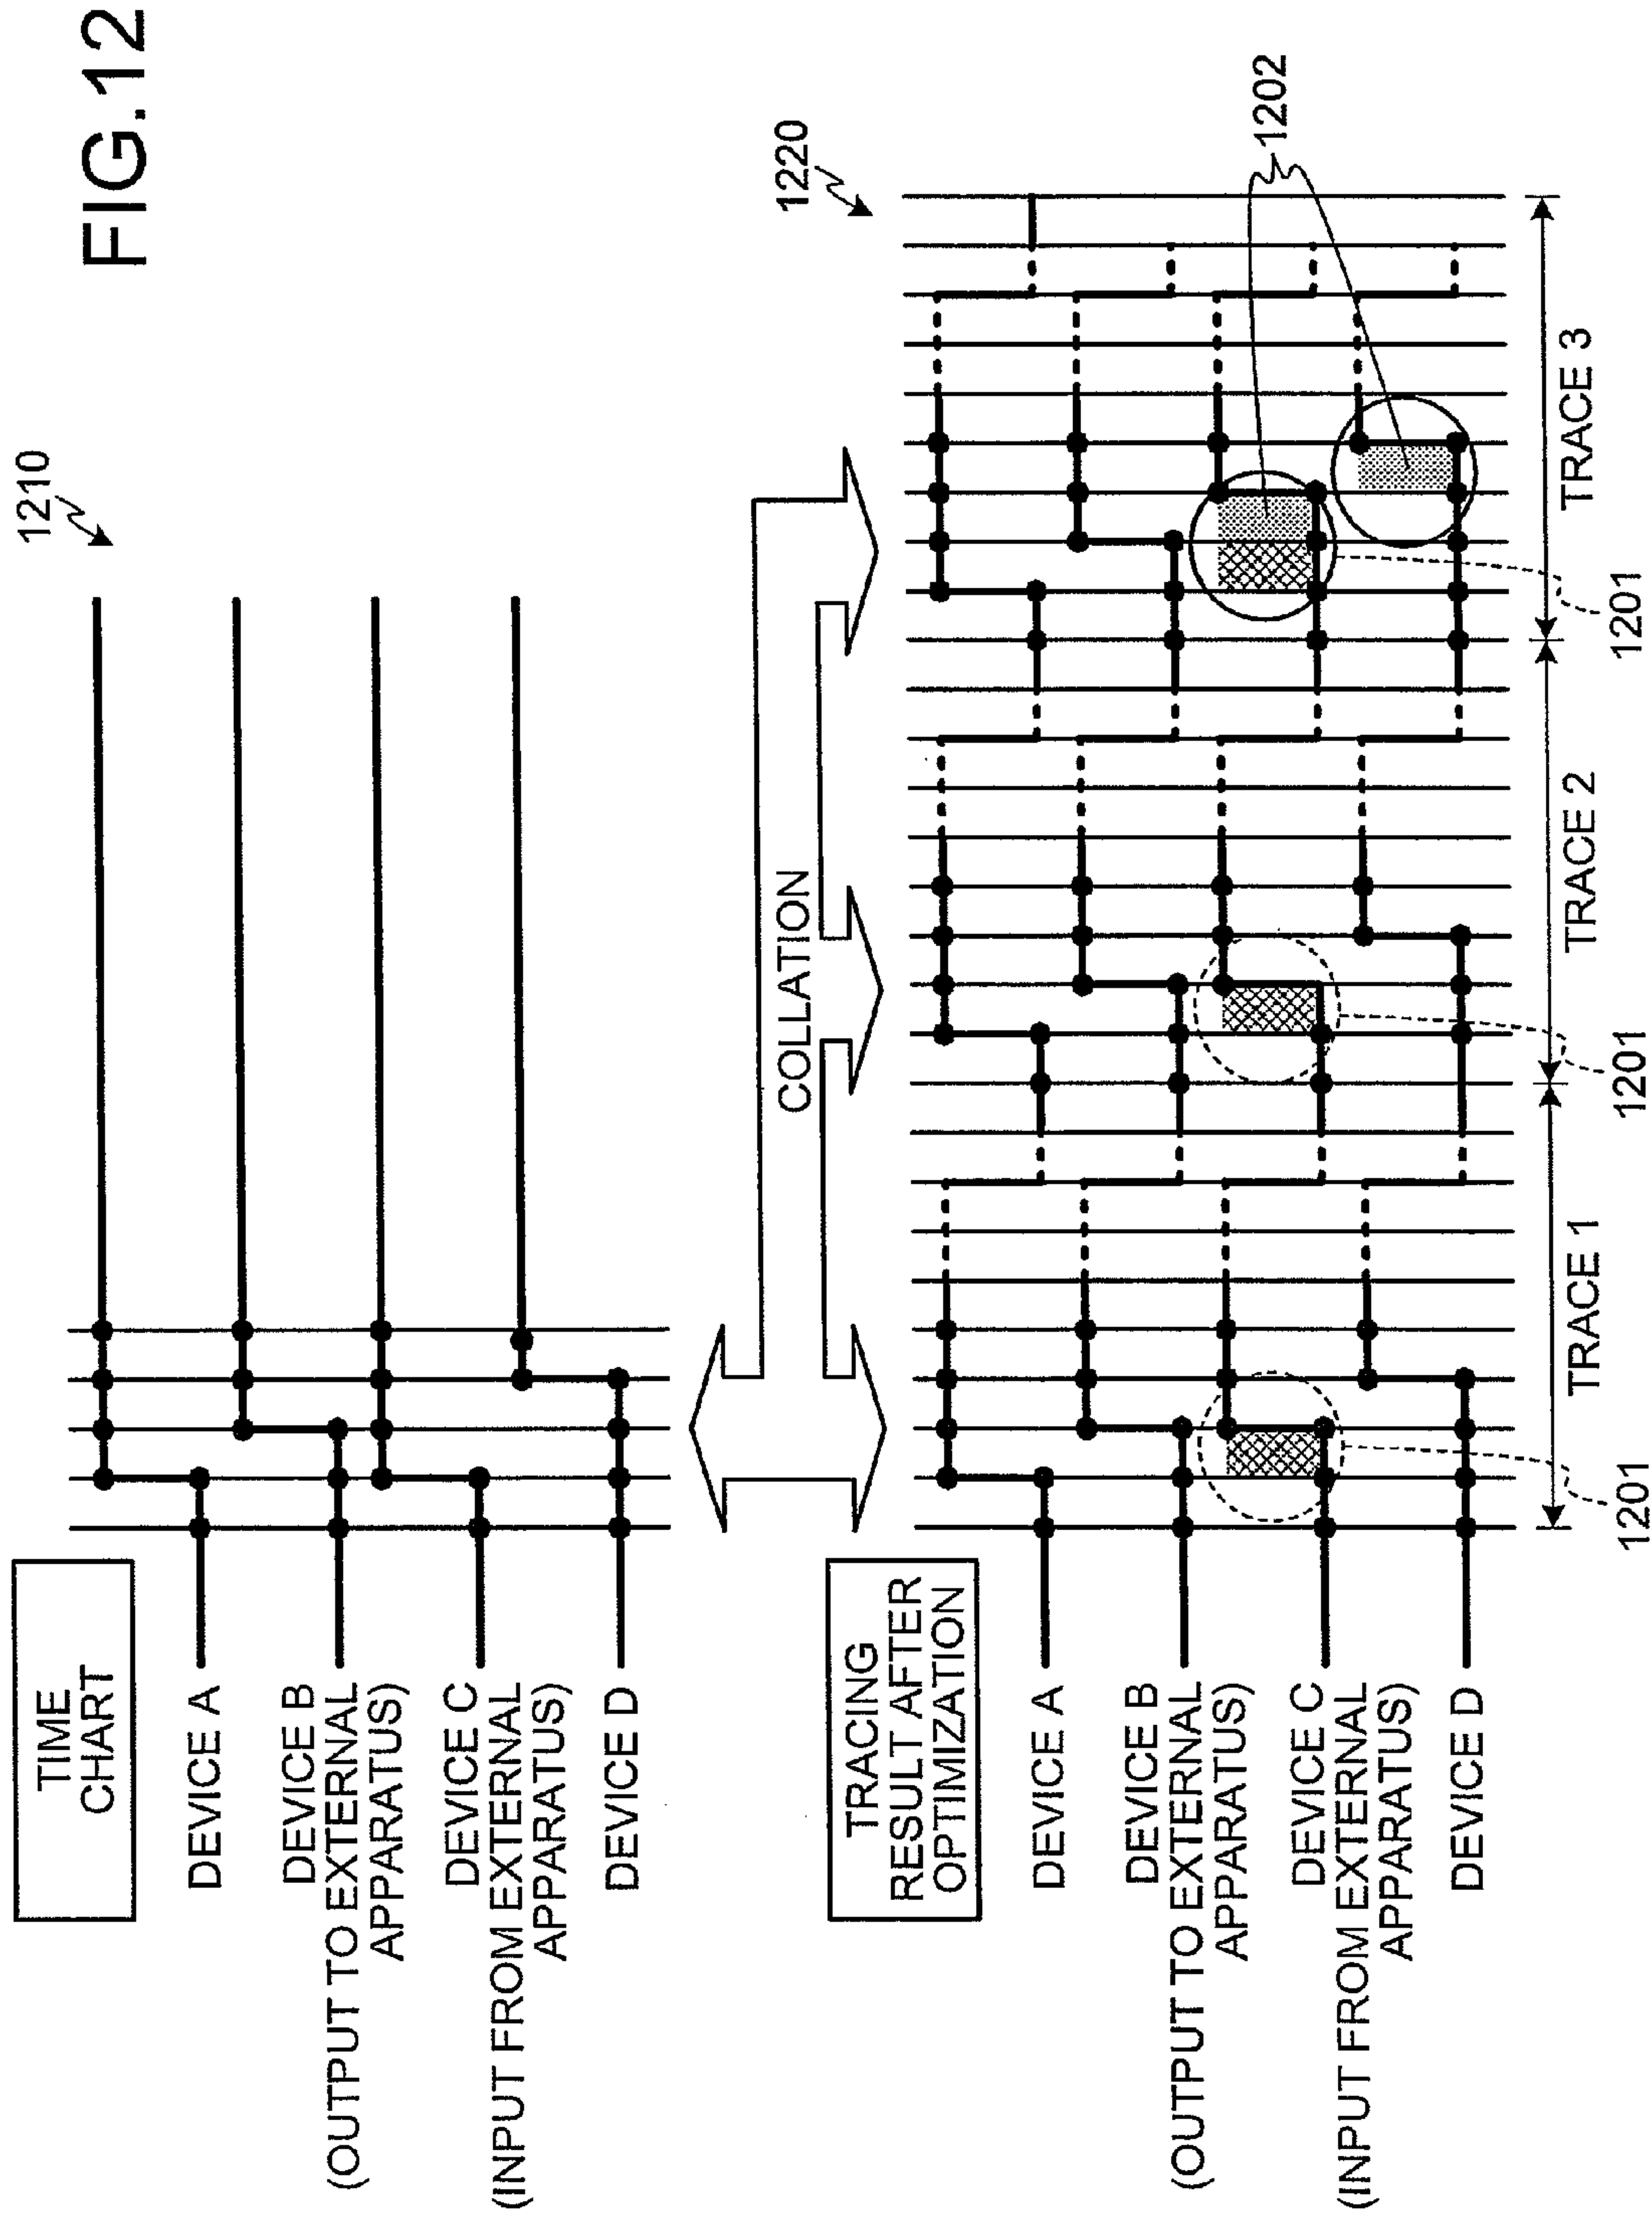 FIG.12
1210
TIME
CHART
DEVICE A
DEVICE B
(OUTPUT TO EXTERNAL
APPARATUS)
DEVICE C
(INPUT FROM EXTERNAL
APPARATUS)
DEVICE D
COLLATION
1220
TRACING
RESULT AFTER
OPTIMIZATION
DEVICE A
DEVICE B
(OUTPUT TO EXTERNAL
APPARATUS)
DEVICE C
(INPUT FROM EXTERNAL
APPARATUS)
DEVICE D
1202
TRACE 1
TRACE 2
TRACE 3
1201
1201
1201